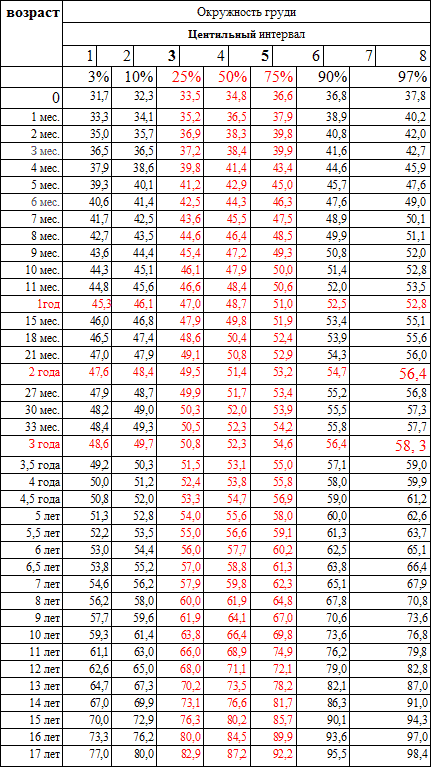 возраст Окружность груди
Центильный интервал
1 2 3 4 5 6 7 8
3% 10% 25% 50% 75% 90% 97%
0 31,7 32,3 33,5 34,8 36,6 36,8 37,8
1 мес. 33,3 34,1 35,2 36,5 37,9 38,9 40,2
2 мес. 35,0 35,7 36,9 38,3 39,8 40,8 42,0
3 мес. 36,5 36,5 37,2 38,4 39,9 41,6 42,7
4 мес. 37,9 38,6 39,8 41,4 43,4 44,6 45,9
5 мес. 39,3 40,1 41,2 42,9 45,0 45,7 47,6
6 мес. 40,6 41,4 42,5 44,3 46,3 47,6 49,0
7 мес. 41,7 42,5 43,6 45,5 47,5 48,9 50,1
8 мес. 42,7 43,5 44,6 46,4 48,5 49,9 51,1
9 мес. 43,6 44,4 45,4 47,2 49,3 50,8 52,0
10 мес. 44,3 45,1 46,1 47,9 50,0 51,4 52,8
11 мес. 44,8 45,6 46,6 48,4 50,6 52,0 53,5
1год 45,3 46,1 47,0 48,7 51,0 52,5 52,8
15 мес. 46,0 46,8 47,9 49,8 51,9 53,4 55,1
18 мес. 46,5 47,4 48,6 50,4 52,4 53,9 55,6
21 мес. 47,0 47,9 49,1 50,8 52,9 54,3 56,0
2 года 47,6 48,4 49,5 51,4 53,2 54,7 56,4
27 мес. 47,9 48,7 49,9 51,7 53,4 55,2 56,8
30 мес. 48,2 49,0 50,3 52,0 53,9 55,5 57,3
33 мес. 48,4 49,3 50,5 52,3 54,2 55,8 57,7
3 года 48,6 49,7 50,8 52,3 54,6 56,4 58, 3
3,5 года 49,2 50,3 51,5 53,1 55,0 57,1 59,0
4 года 50,0 51,2 52,4 53,8 55,8 58,0 59,9
4,5 года 50,8 52,0 53,3 54,7 56,9 59,0 61,2
5 лет 51,3 52,8 54,0 55,6 58,0 60,0 62,6
5,5 лет 52,2 53,5 55,0 56,6 59,1 61,3 63,7
6 лет 53,0 54,4 56,0 57,7 60,2 62,5 65,1
6,5 лет 53,8 55,2 57,0 58,8 61,3 63,8 66,4
7 лет 54,6 56,2 57,9 59,8 62,3 65,1 67,9
8 лет 56,2 58,0 60,0 61,9 64,8 67,8 70,8
9 лет 57,7 59,6 61,9 64,1 67,0 70,6 73,6
10 лет 59,3 61,4 63,8 66,4 69,8 73,6 76,8
11 лет 61,1 63,0 66,0 68,9 74,9 76,2 79,8
12 лет 62,6 65,0 68,0 71,1 72,1 79,0 82,8
13 лет 64,7 67,3 70,2 73,5 78,2 82,1 87,0
14 лет 67,0 69,9 73,1 76,6 81,7 86,3 91,0
15 лет 70,0 72,9 76,3 80,2 85,7 90,1 94,3
16 лет 73,3 76,2 80,0 84,5 89,9 93,6 97,0
17 лет 77,0 80,0 82,9 87,2 92,2 95,5 98,4